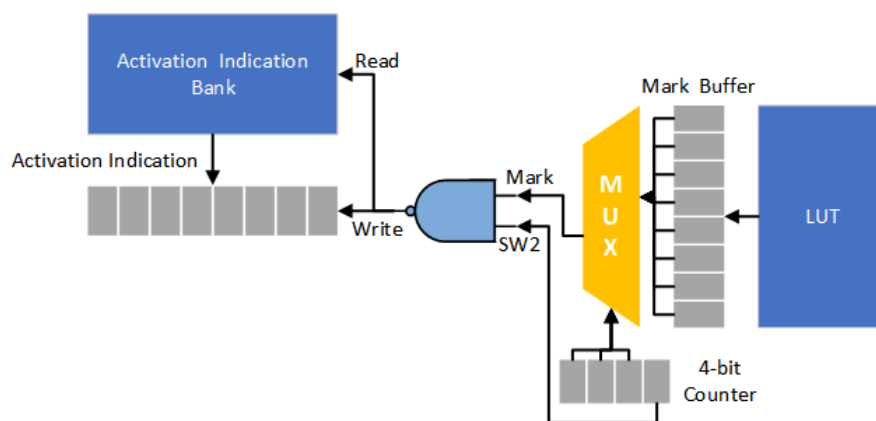 Activation Indication
Bank
Read
Activation Indication
Write
Mark
SW2
M
U
X
Mark Buffer
LUT
4-bit
Counter